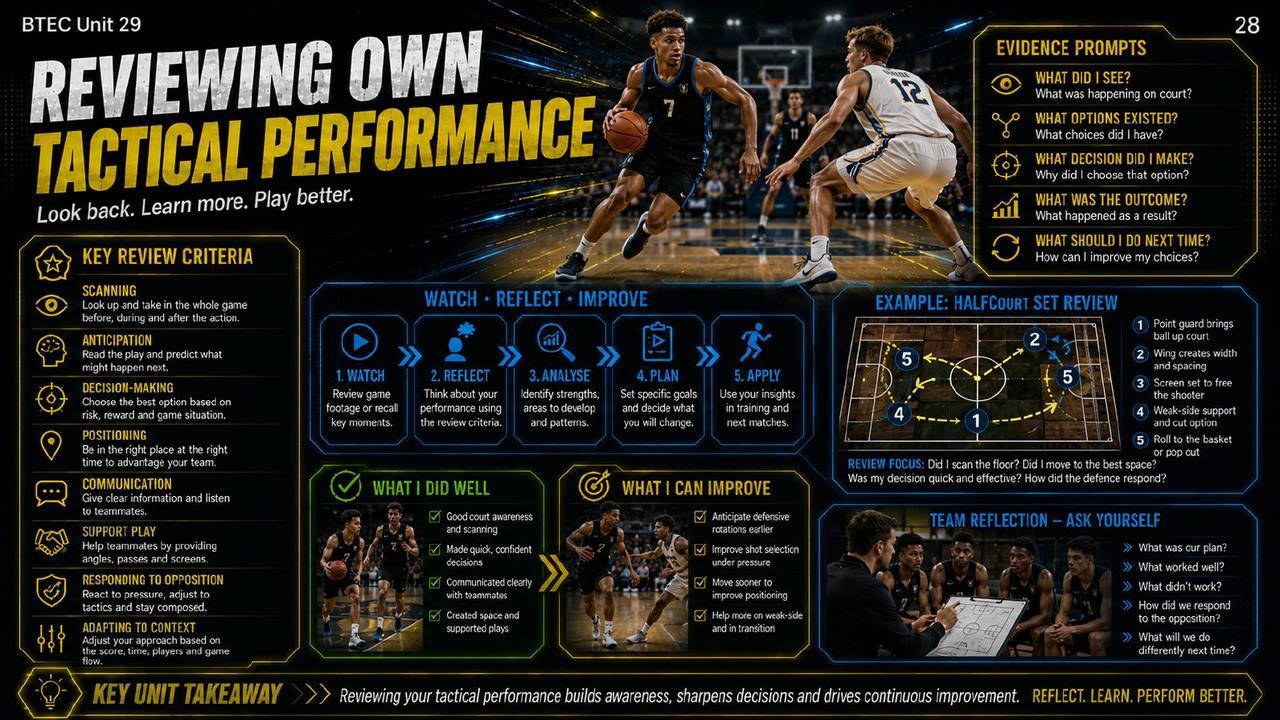 BTEC Unit 29
28
REVIEWING OWN
TACTICAL PERFORMANCE
Look back. Learn more. Play better.
7
11
12
EVIDENCE PROMPTS
WHAT DID I SEE?
What was happening on court?
WHAT OPTIONS EXISTED?
What choices did I have?
WHAT DECISION DID I MAKE?
Why did I choose that option?
WHAT WAS THE OUTCOME?
What happened as a result?
WHAT SHOULD I DO NEXT TIME?
How can I improve my choices?
KEY REVIEW CRITERIA
SCANNING
Look up and take in the whole game
before, during and after the action.
ANTICIPATION
Read the play and predict what
might happen next.
DECISION-MAKING
Choose the best option based on
risk, reward and game situation.
POSITIONING
Be in the right place at the right
time to advantage your team.
COMMUNICATION
Give clear information and listen
to teammates.
SUPPORT PLAY
Help teammates by providing
angles, passes and screens.
RESPONDING TO OPPOSITION
React to pressure, adjust to
tactics and stay composed.
ADAPTING TO CONTEXT
Adjust your approach based on
the score, time, players and game
flow.
WATCH • REFLECT • IMPROVE
1. WATCH
Review game
footage or recall
key moments.
2. REFLECT
Think about your
performance using
the review criteria.
3. ANALYSE
Identify strengths,
areas to develop
and patterns.
4. PLAN
Set specific goals
and decide what
you will change.
5. APPLY
Use your insights
in training and
next matches.
EXAMPLE: HALFCOURT SET REVIEW
5
2
5
4
1
1 Point guard brings
ball up court
2 Wing creates width
and spacing
3 Screen set to free
the shooter
4 Weak-side support
and cut option
5 Roll to the basket
or pop out
REVIEW FOCUS: Did I scan the floor? Did I move to the best space?
Was my decision quick and effective? How did the defence respond?
WHAT I DID WELL
Good court awareness
and scanning
Made quick, confident
decisions
Communicated clearly
with teammates
Created space and
supported plays
WHAT I CAN IMPROVE
Anticipate defensive
rotations earlier
Improve shot selection
under pressure
Move sooner to
improve positioning
Help more on weak-side
and in transition
TEAM REFLECTION – ASK YOURSELF
What was our plan?
What worked well?
What didn't work?
How did we respond
to the opposition?
What will we do
differently next time?
KEY UNIT TAKEAWAY
Reviewing your tactical performance builds awareness, sharpens decisions and drives continuous improvement.
REFLECT. LEARN. PERFORM BETTER.